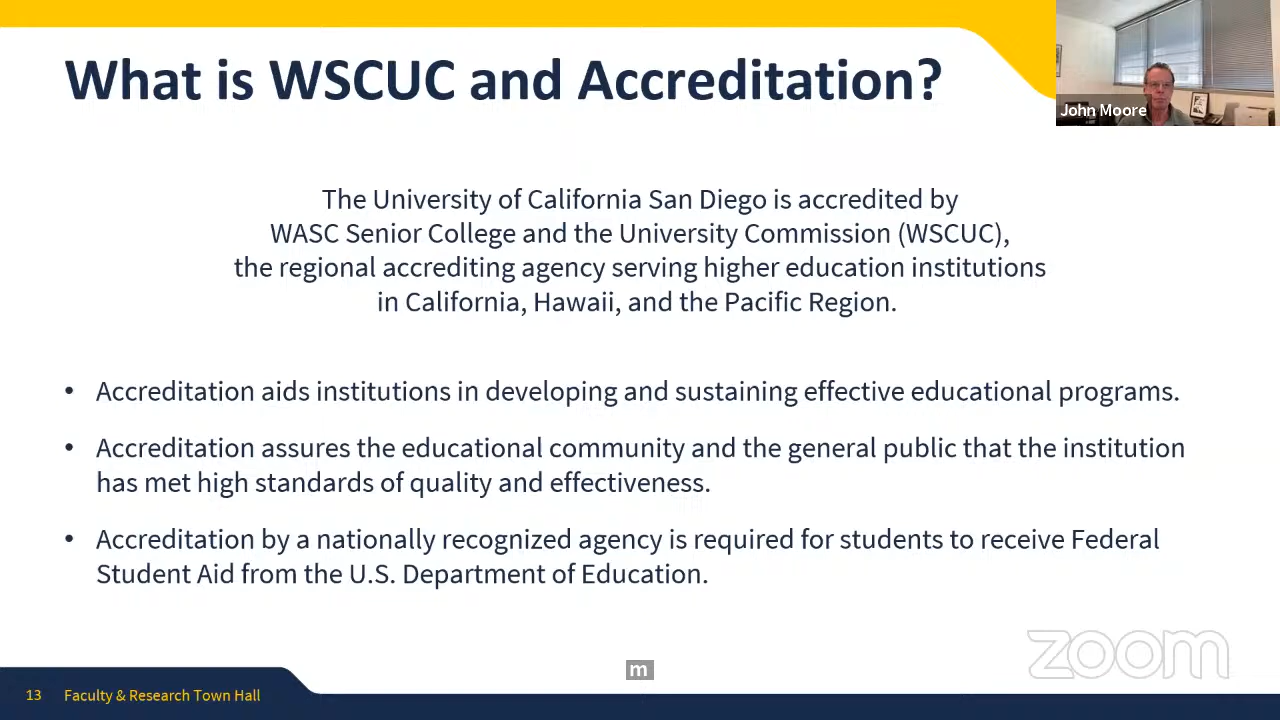 What is WSCUC and Accreditation?
John Moore
The University of California San Diego is accredited by
WASC Senior College and the University Commission (WSCUC),
the regional accrediting agency serving higher education institutions
in California, Hawaii, and the Pacific Region.
• Accreditation aids institutions in developing and sustaining effective educational programs.
• Accreditation assures the educational community and the general public that the institution
has met high standards of quality and effectiveness.
• Accreditation by a nationally recognized agency is required for students to receive Federal
Student Aid from the U.S. Department of Education.
zoom
m
13 Faculty & Research Town Hall